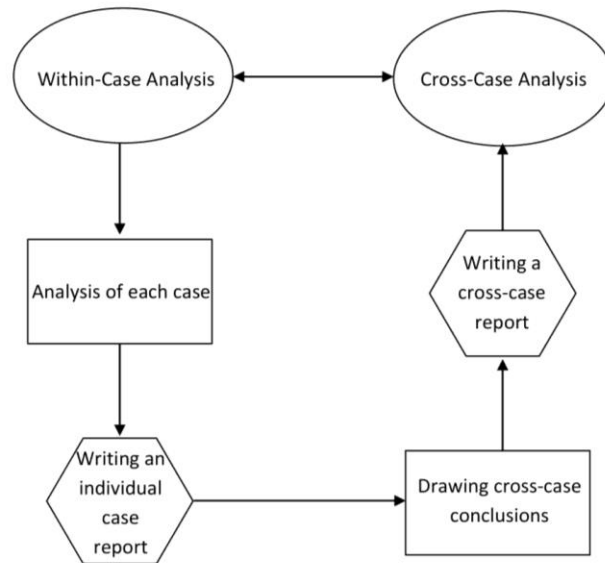 Within-Case Analysis
Cross-Case Analysis
Analysis of each case
Writing a
cross-case
report
Writing an
individual
case
report
Drawing cross-case
conclusions